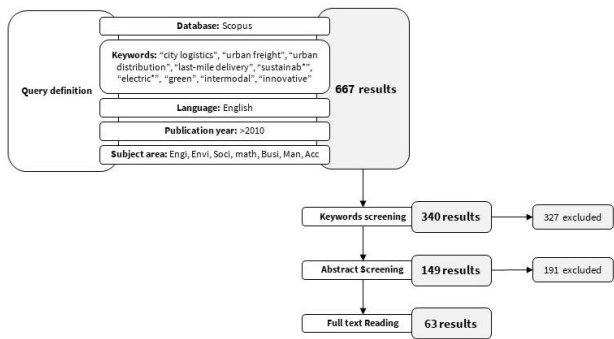 Database: Scopus
Keywords: “city logistics”, “urban freight”, “urban
distribution”, “last-mile delivery”, “sustainab*”,
“electric*”, “green”, “intermodal”, “innovative”
Query definition
667 results
Language: English
Publication year: >2010
Subject area: Engi, Envi, Soci, math, Busi, Man, Acc
Keywords screening
340 results
327 excluded
Abstract Screening
149 results
191 excluded
Full text Reading
63 results